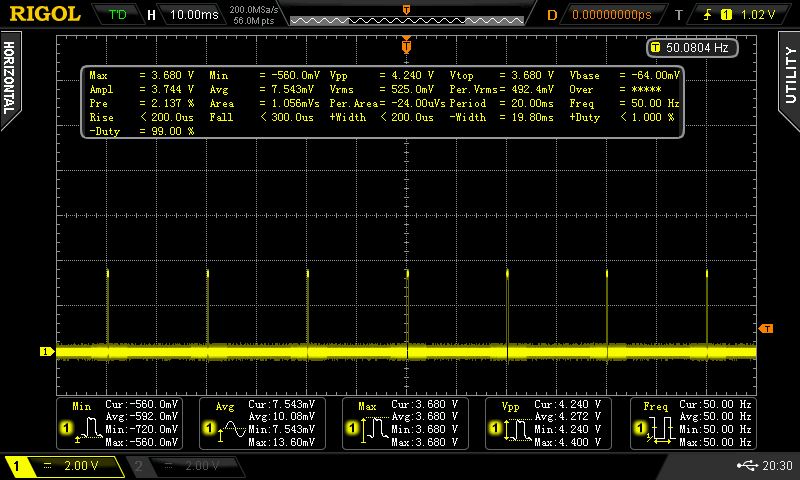 RIGOL T'D H 10.00ms 200.0MSa/s 56.0M pts T D 0.00000000ps T 1 1.02 V
HORIZONTAL
UTILITY
T 50.0804 Hz
Max = 3.680 V Min = -560.0mV Vpp = 4.240 V Vtop = 3.680 V Vbase = -64.00mV
Ampl = 3.744 V Avg = 7.543mV Vrms = 525.0mV Per.Vrms= 492.4mV Over = *****
Pre = 2.137 % Area = 1.056mVs Per.Area= -24.00uVs Period = 20.00ms Freq = 50.00 Hz
Rise < 200.0us Fall < 300.0us +Width < 200.0us -Width = 19.80ms +Duty < 1.000 %
-Duty = 99.00 %
T
T
1
Min Avg Max Vpp Freq
Cur:-560.0mV Cur:7.543mV Cur:3.680 V Cur:4.240 V Cur:50.00 Hz
Avg:-592.0mV Avg:10.08mV Avg:3.680 V Avg:4.272 V Avg:50.00 Hz
1 1 1 1 1
Min:-720.0mV Min:7.543mV Min:3.680 V Min:4.240 V Min:50.00 Hz
Max:-560.0mV Max:13.60mV Max:3.680 V Max:4.400 V Max:50.00 Hz
1 2.00 V 2 2.00 V 20:30